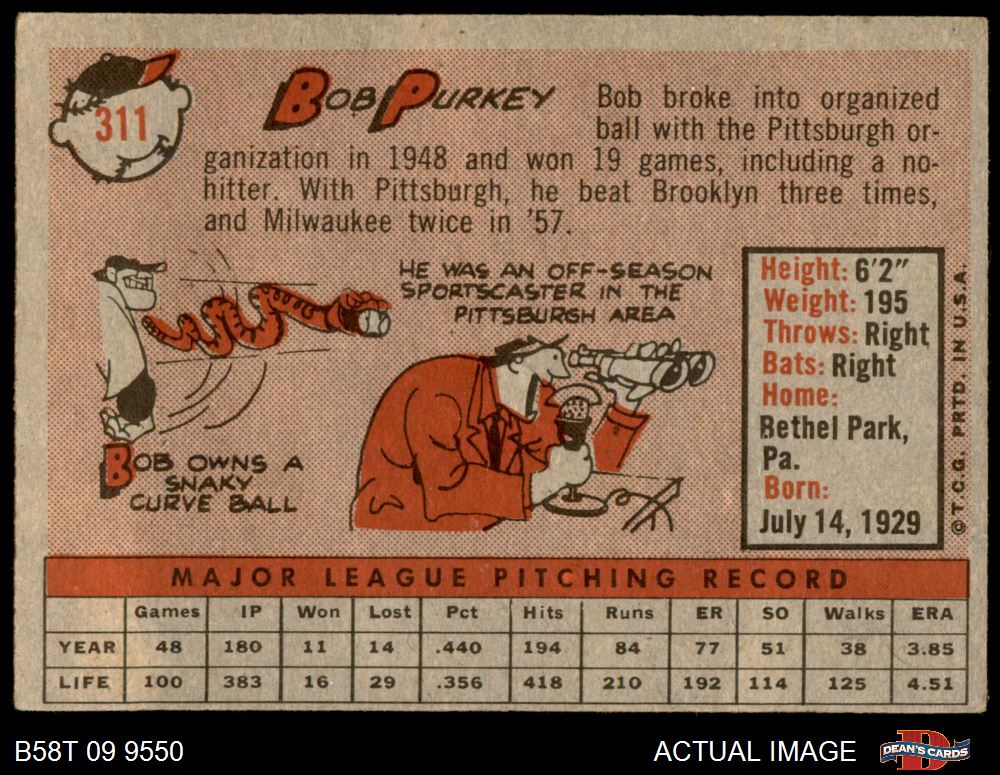 311
BOB PURKEY
Bob broke into organized
ball with the Pittsburgh or-
ganization in 1948 and won 19 games, including a no-
hitter. With Pittsburgh, he beat Brooklyn three times,
and Milwaukee twice in '57.
HE WAS AN OFF-SEASON
SPORTSCASTER IN THE
PITTSBURGH AREA
BOB OWNS A
SNAKY
CURVE BALL
Height: 6'2"
Weight: 195
Throws: Right
Bats: Right
Home:
Bethel Park,
Pa.
Born:
July 14, 1929
© T.C.G. PRTD. IN U.S.A.
MAJOR LEAGUE PITCHING RECORD
Games IP Won Lost Pct Hits Runs ER SO Walks ERA
YEAR 48 180 11 14 .440 194 84 77 51 38 3.85
LIFE 100 383 16 29 .356 418 210 192 114 125 4.51
B58T 09 9550
ACTUAL IMAGE
D
DEAN'S CARDS